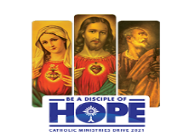 BE A DISCIPLE OF
HOPE
CATHOLIC MINISTRIES DRIVE 2021